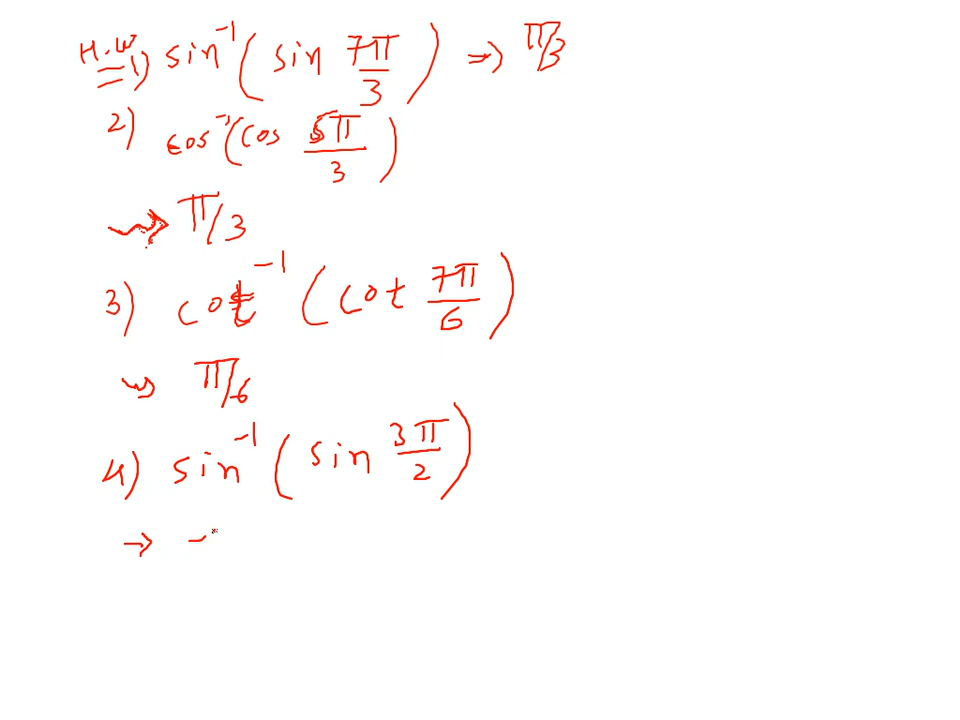 H.W 1) sin⁻¹(sin 7π/3) ⇒ π/3
2) cos⁻¹(cos 5π/3)
⇝ π/3
3) cot⁻¹(cot 7π/6)
⇝ π/6
4) sin⁻¹(sin 3π/2)
→ -